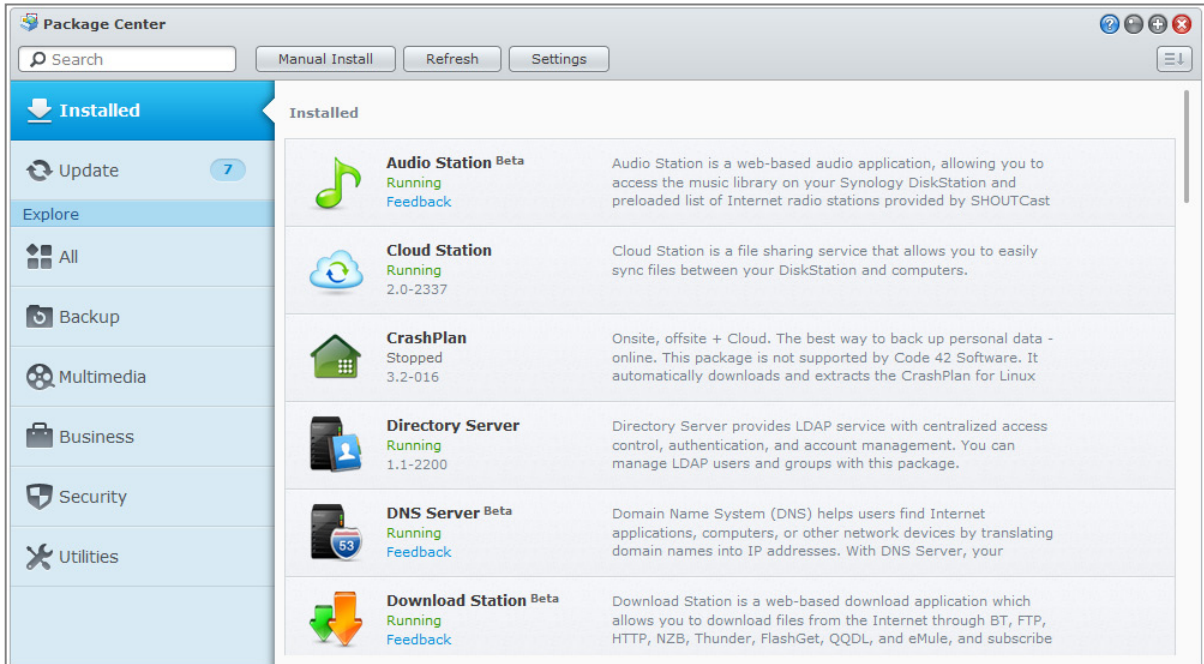 Package Center
Search
Manual Install
Refresh
Settings
Installed
Update
7
Explore
All
Backup
Multimedia
Business
Security
Utilities
Installed
Audio Station Beta
Running
Feedback
Audio Station is a web-based audio application, allowing you to
access the music library on your Synology DiskStation and
preloaded list of Internet radio stations provided by SHOUTCast
Cloud Station
Running
2.0-2337
Cloud Station is a file sharing service that allows you to easily
sync files between your DiskStation and computers.
CrashPlan
Stopped
3.2-016
Onsite, offsite + Cloud. The best way to back up personal data -
online. This package is not supported by Code 42 Software. It
automatically downloads and extracts the CrashPlan for Linux
Directory Server
Running
1.1-2200
Directory Server provides LDAP service with centralized access
control, authentication, and account management. You can
manage LDAP users and groups with this package.
53
DNS Server Beta
Running
Feedback
Domain Name System (DNS) helps users find Internet
applications, computers, or other network devices by translating
domain names into IP addresses. With DNS Server, your
Download Station Beta
Running
Feedback
Download Station is a web-based download application which
allows you to download files from the Internet through BT, FTP,
HTTP, NZB, Thunder, FlashGet, QQDL, and eMule, and subscribe